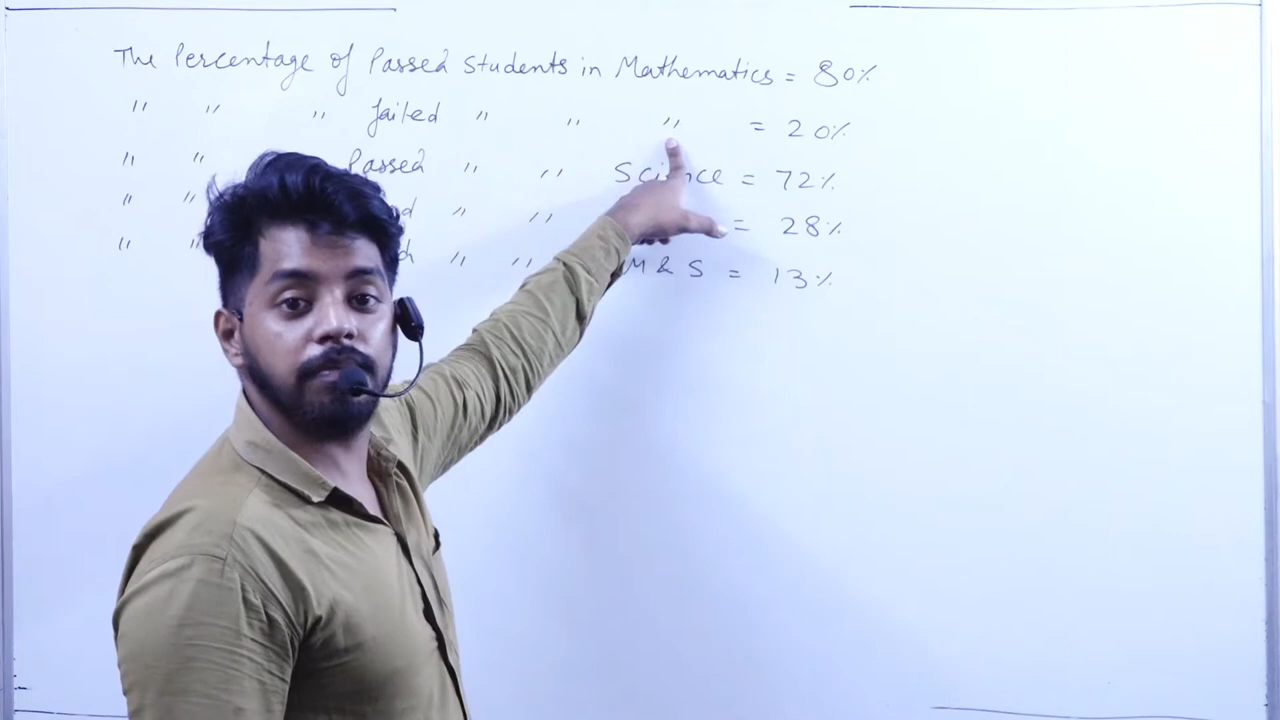 The Percentage of Passed Students in Mathematics = 80%
" " " failed " " " = 20%
" " Passed " " Science = 72%
" " " " = 28%
" " " " M & S = 13%